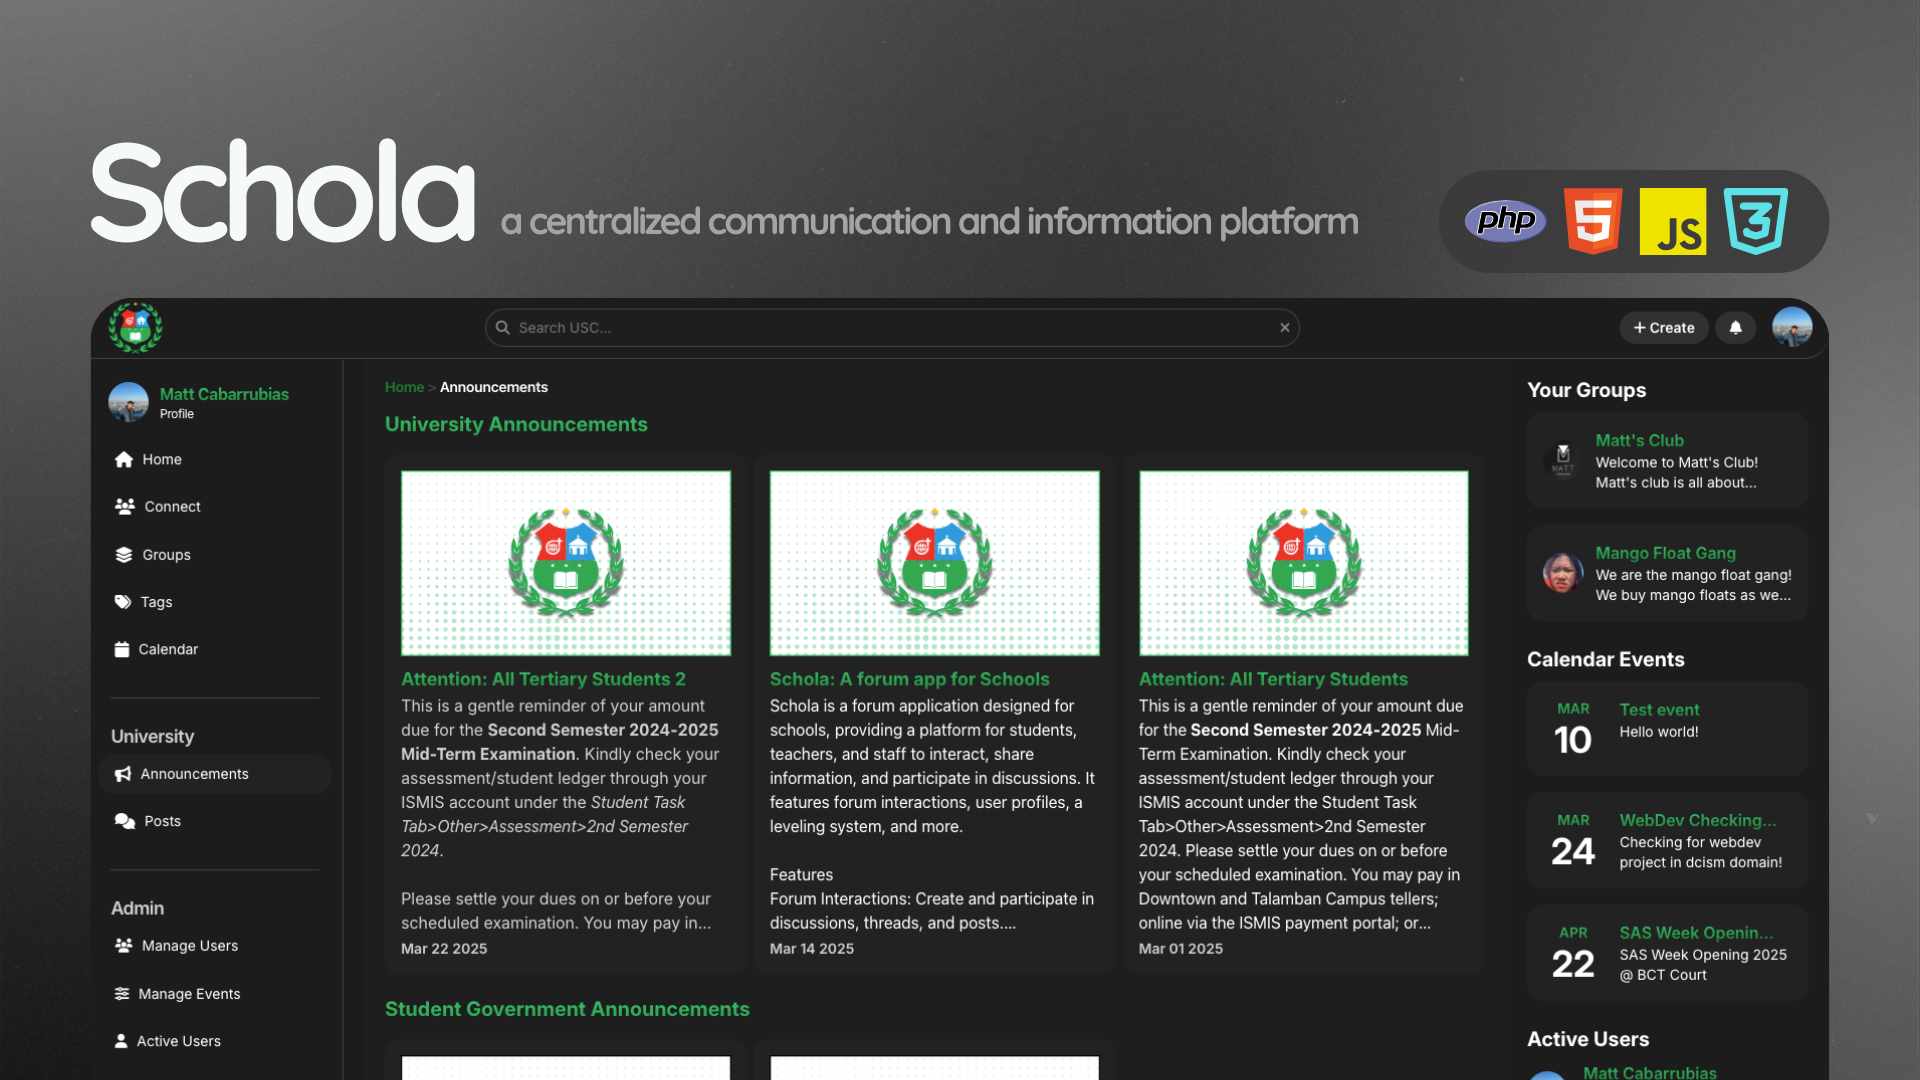 Schola
a centralized communication and information platform
php
5
JS
3
Search USC...
Create
Matt Cabarrubias
Profile
Home
Connect
Groups
Tags
Calendar
University
Announcements
Posts
Admin
Manage Users
Manage Events
Active Users
Home > Announcements
University Announcements
Attention: All Tertiary Students 2
This is a gentle reminder of your amount
due for the Second Semester 2024-2025
Mid-Term Examination. Kindly check your
assessment/student ledger through your
ISMIS account under the Student Task
Tab>Other>Assessment>2nd Semester
2024.
Please settle your dues on or before your
scheduled examination. You may pay in...
Mar 22 2025
Schola: A forum app for Schools
Schola is a forum application designed for
schools, providing a platform for students,
teachers, and staff to interact, share
information, and participate in discussions. It
features forum interactions, user profiles, a
leveling system, and more.
Features
Forum Interactions: Create and participate in
discussions, threads, and posts....
Mar 14 2025
Attention: All Tertiary Students
This is a gentle reminder of your amount due
for the Second Semester 2024-2025 Mid-
Term Examination. Kindly check your
assessment/student ledger through your
ISMIS account under the Student Task
Tab>Other>Assessment>2nd Semester
2024. Please settle your dues on or before
your scheduled examination. You may pay in
Downtown and Talamban Campus tellers;
online via the ISMIS payment portal; or...
Mar 01 2025
Student Government Announcements
Your Groups
MATT
Matt's Club
Welcome to Matt's Club!
Matt's club is all about...
Mango Float Gang
We are the mango float gang!
We buy mango floats as we...
Calendar Events
MAR
10
Test event
Hello world!
MAR
24
WebDev Checking...
Checking for webdev
project in dcism domain!
APR
22
SAS Week Openin...
SAS Week Opening 2025
@ BCT Court
Active Users
Matt Cabarrubias